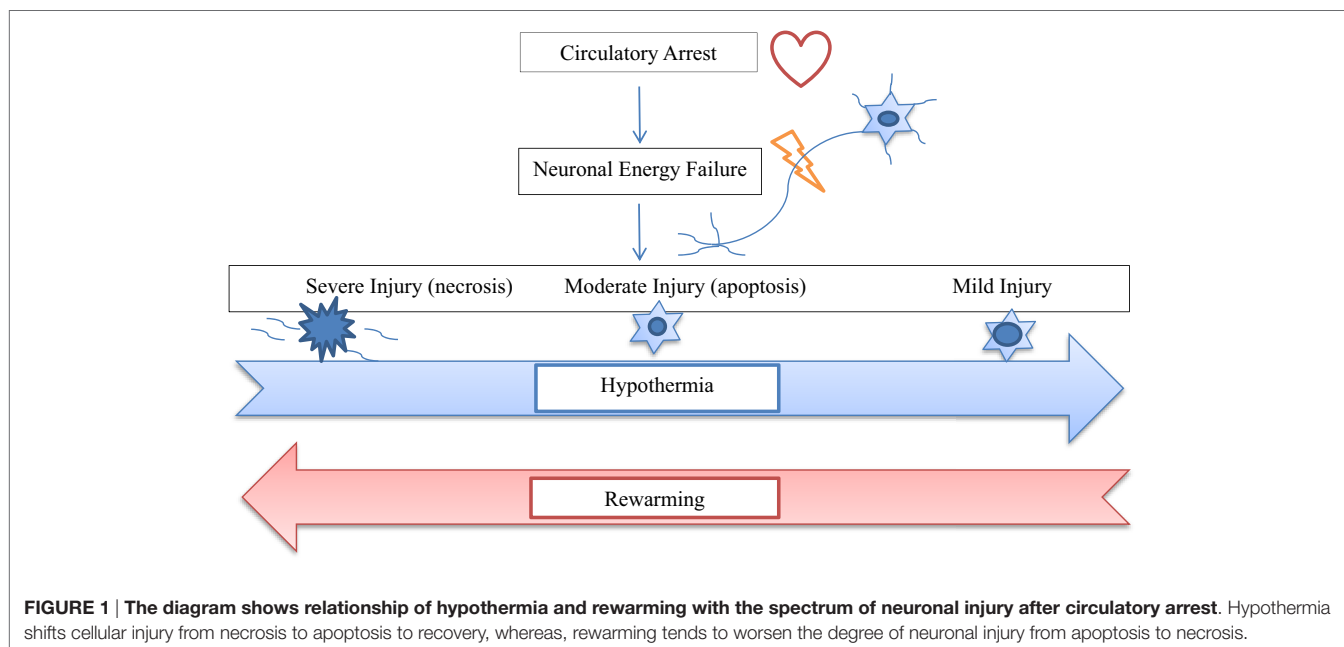 Circulatory Arrest
Neuronal Energy Failure
Severe Injury (necrosis) Moderate Injury (apoptosis) Mild Injury
Hypothermia
Rewarming
FIGURE 1 | The diagram shows relationship of hypothermia and rewarming with the spectrum of neuronal injury after circulatory arrest. Hypothermia
shifts cellular injury from necrosis to apoptosis to recovery, whereas, rewarming tends to worsen the degree of neuronal injury from apoptosis to necrosis.